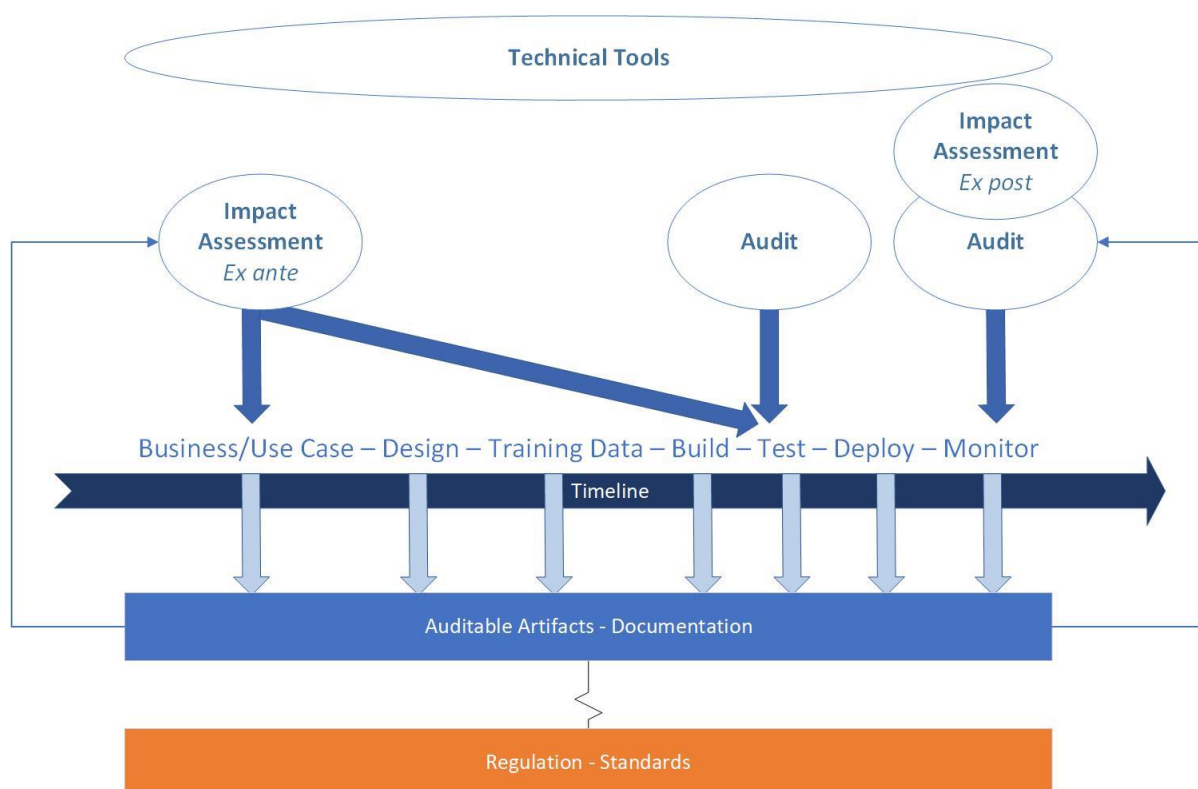 Technical Tools
Impact
Assessment
Ex post
Impact
Assessment
Ex ante
Audit
Audit
Business/Use Case – Design – Training Data – Build – Test – Deploy – Monitor
Timeline
Auditable Artifacts - Documentation
Regulation - Standards